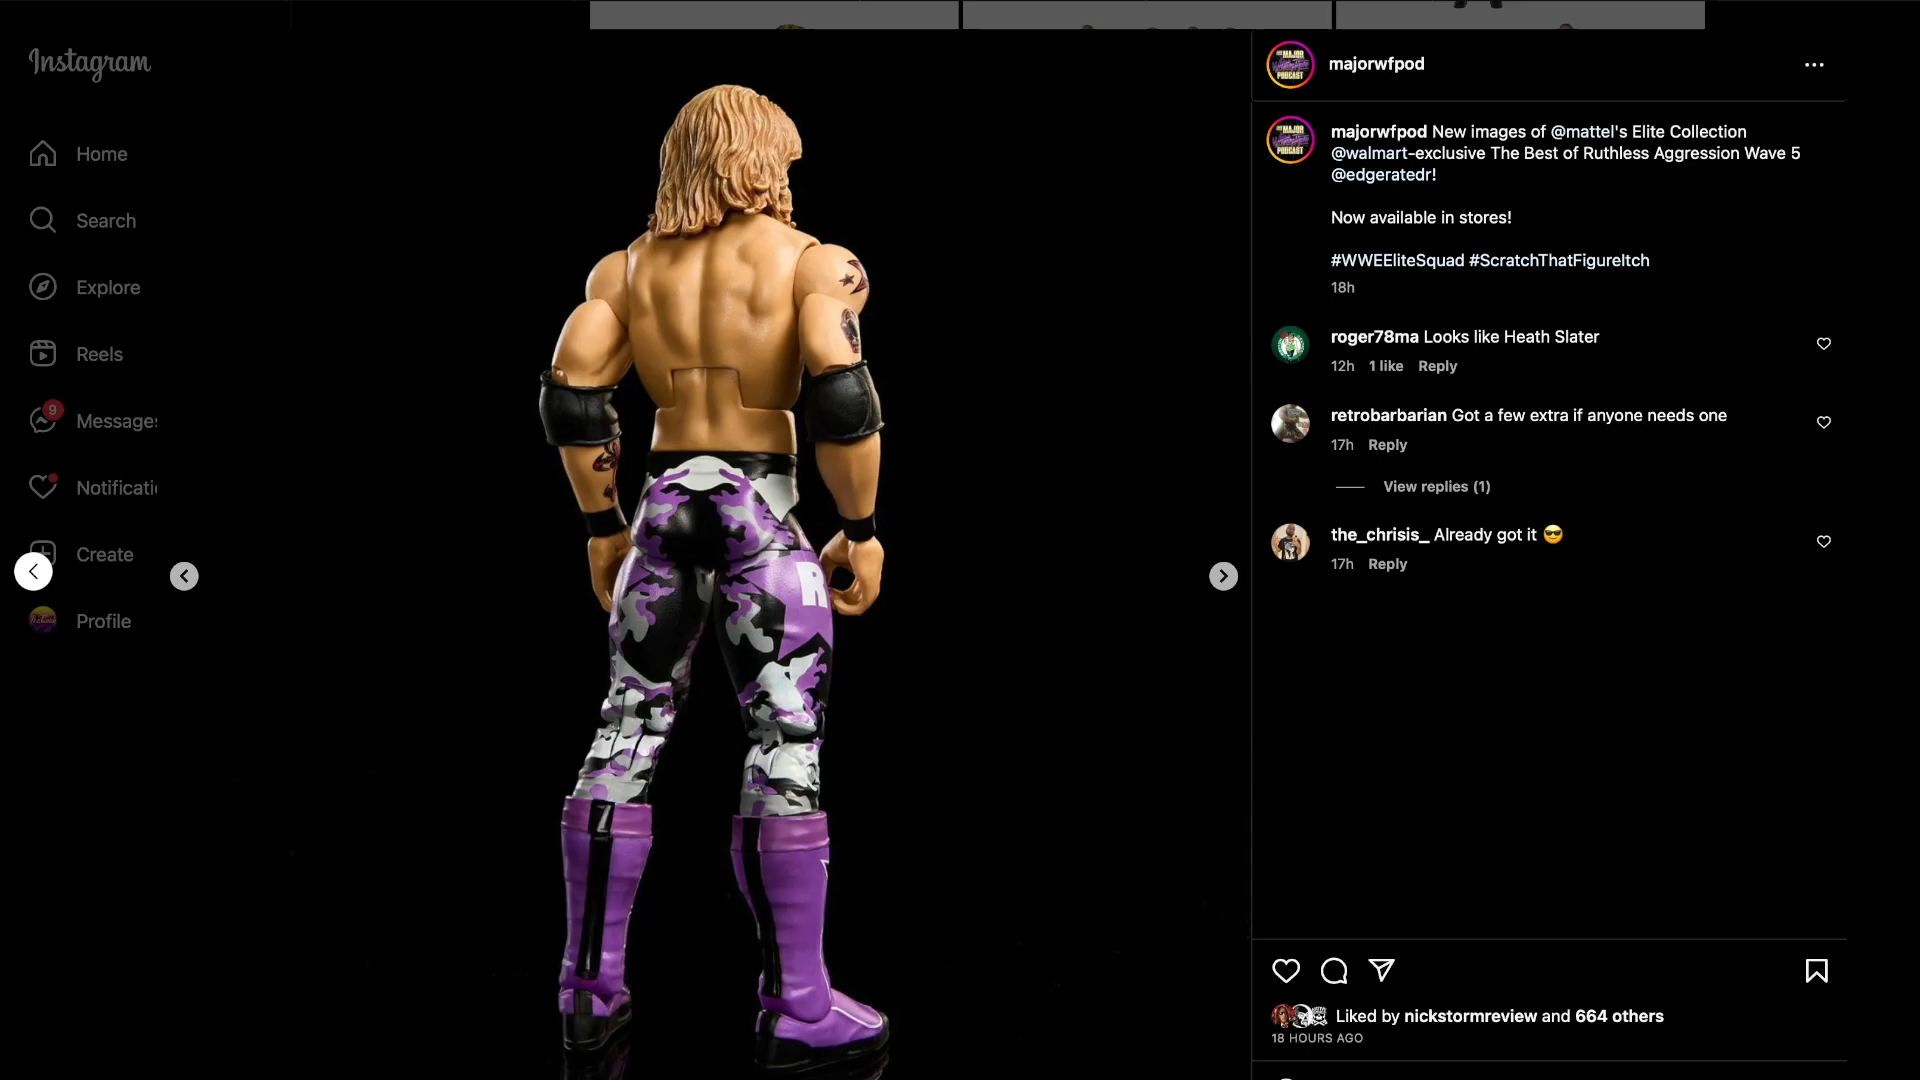 Instagram
Home
Search
Explore
Reels
9
Messages
Notificati
Create
Profile
R
majorwfpod
majorwfpod New images of @mattel's Elite Collection
@walmart-exclusive The Best of Ruthless Aggression Wave 5
@edgeratedr!
Now available in stores!
#WWEEliteSquad #ScratchThatFigureItch
18h
roger78ma Looks like Heath Slater
12h 1 like Reply
retrobarbarian Got a few extra if anyone needs one
17h Reply
View replies (1)
the_chrisis_ Already got it 😎
17h Reply
Liked by nickstormreview and 664 others
18 HOURS AGO